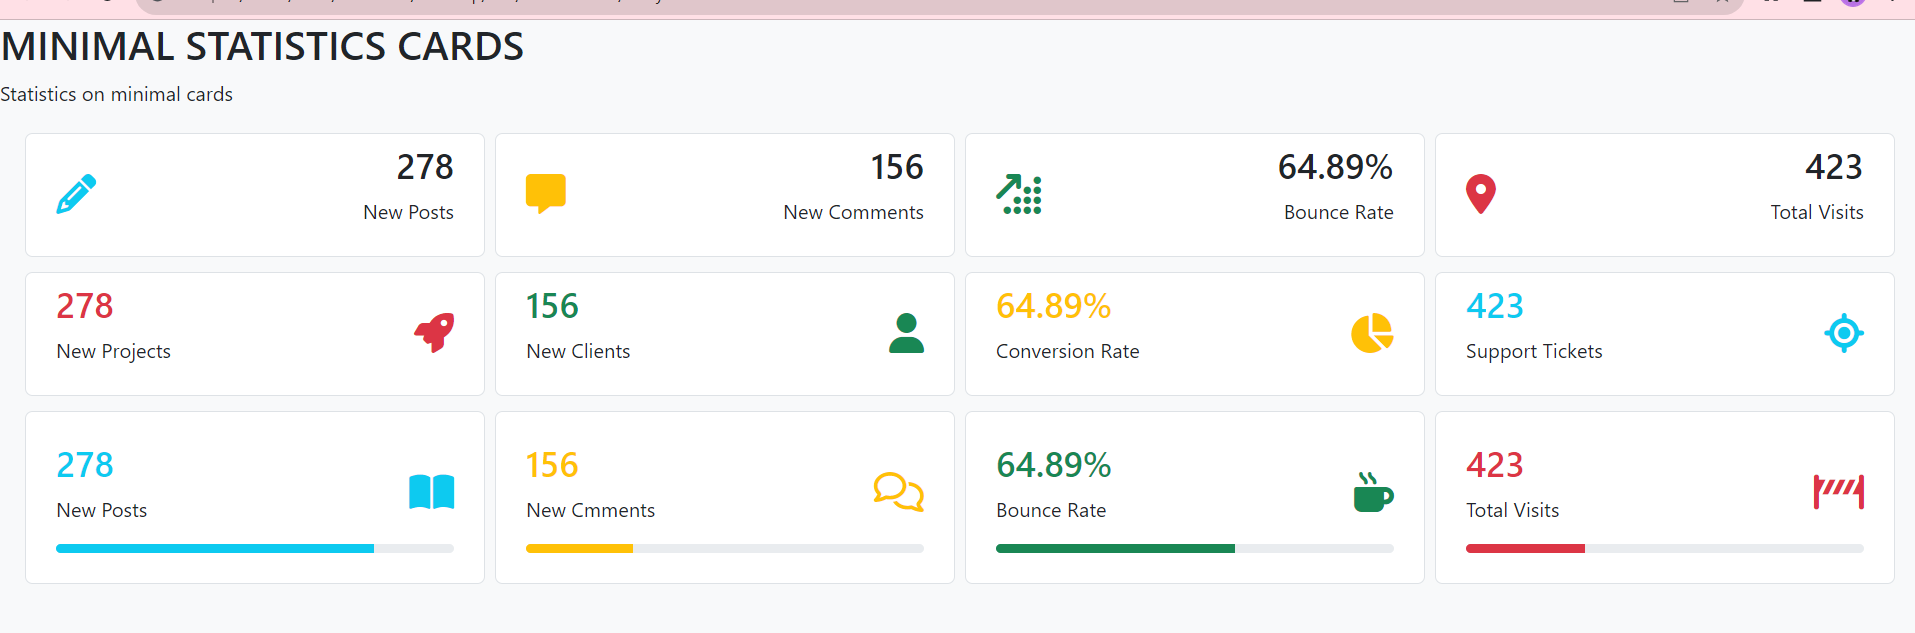 MINIMAL STATISTICS CARDS
Statistics on minimal cards
278
New Posts
156
New Comments
64.89%
Bounce Rate
423
Total Visits
278
New Projects
156
New Clients
64.89%
Conversion Rate
423
Support Tickets
278
New Posts
156
New Cmments
64.89%
Bounce Rate
423
Total Visits